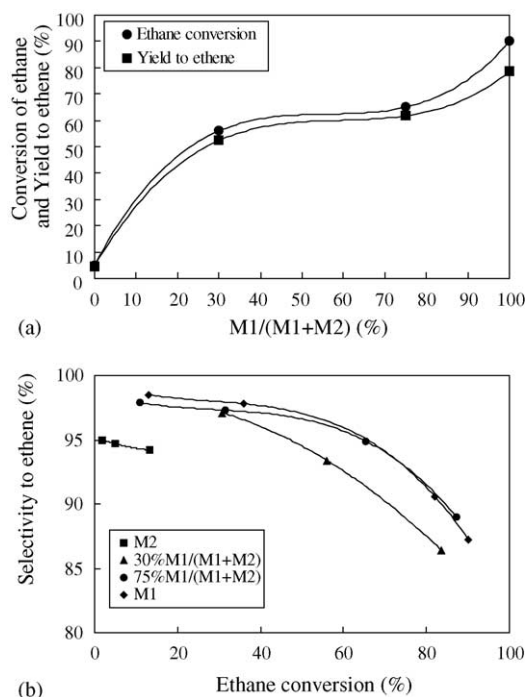 Conversion of ethane
and Yield to ethene (%)
100
90
80
70
60
50
40
30
20
10
0
Ethane conversion
Yield to ethene
0 10 20 30 40 50 60 70 80 90 100
(a)
M1/(M1+M2) (%)
Selectivity to ethene (%)
100
95
90
85
80
M2
30%M1/(M1+M2)
75%M1/(M1+M2)
M1
0 20 40 60 80 100
(b)
Ethane conversion (%)